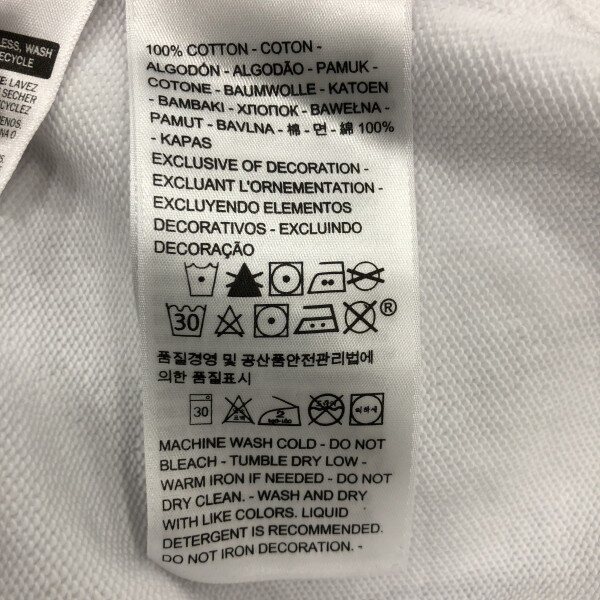 LESS, WASH
RECYCLE
E: LAVEZ
SECHER
CYCLEZ
100% COTTON - COTON -
ALGODÓN - ALGODÃO - PAMUK -
COTONE - BAUMWOLLE - KATOEN
- BAMBAKI - ХЛОПОК - BAWEŁNA -
PAMUT - BAVLNA - 棉 - 면 - 綿 100%
- KAPAS
EXCLUSIVE OF DECORATION -
EXCLUANT L'ORNEMENTATION -
EXCLUYENDO ELEMENTOS
DECORATIVOS - EXCLUINDO
DECORAÇÃO
30 ®
품질경영 및 공산품안전관리법에
의한 품질표시
30 2
MACHINE WASH COLD - DO NOT
BLEACH - TUMBLE DRY LOW -
WARM IRON IF NEEDED - DO NOT
DRY CLEAN. - WASH AND DRY
WITH LIKE COLORS. LIQUID
DETERGENT IS RECOMMENDED.
DO NOT IRON DECORATION. -